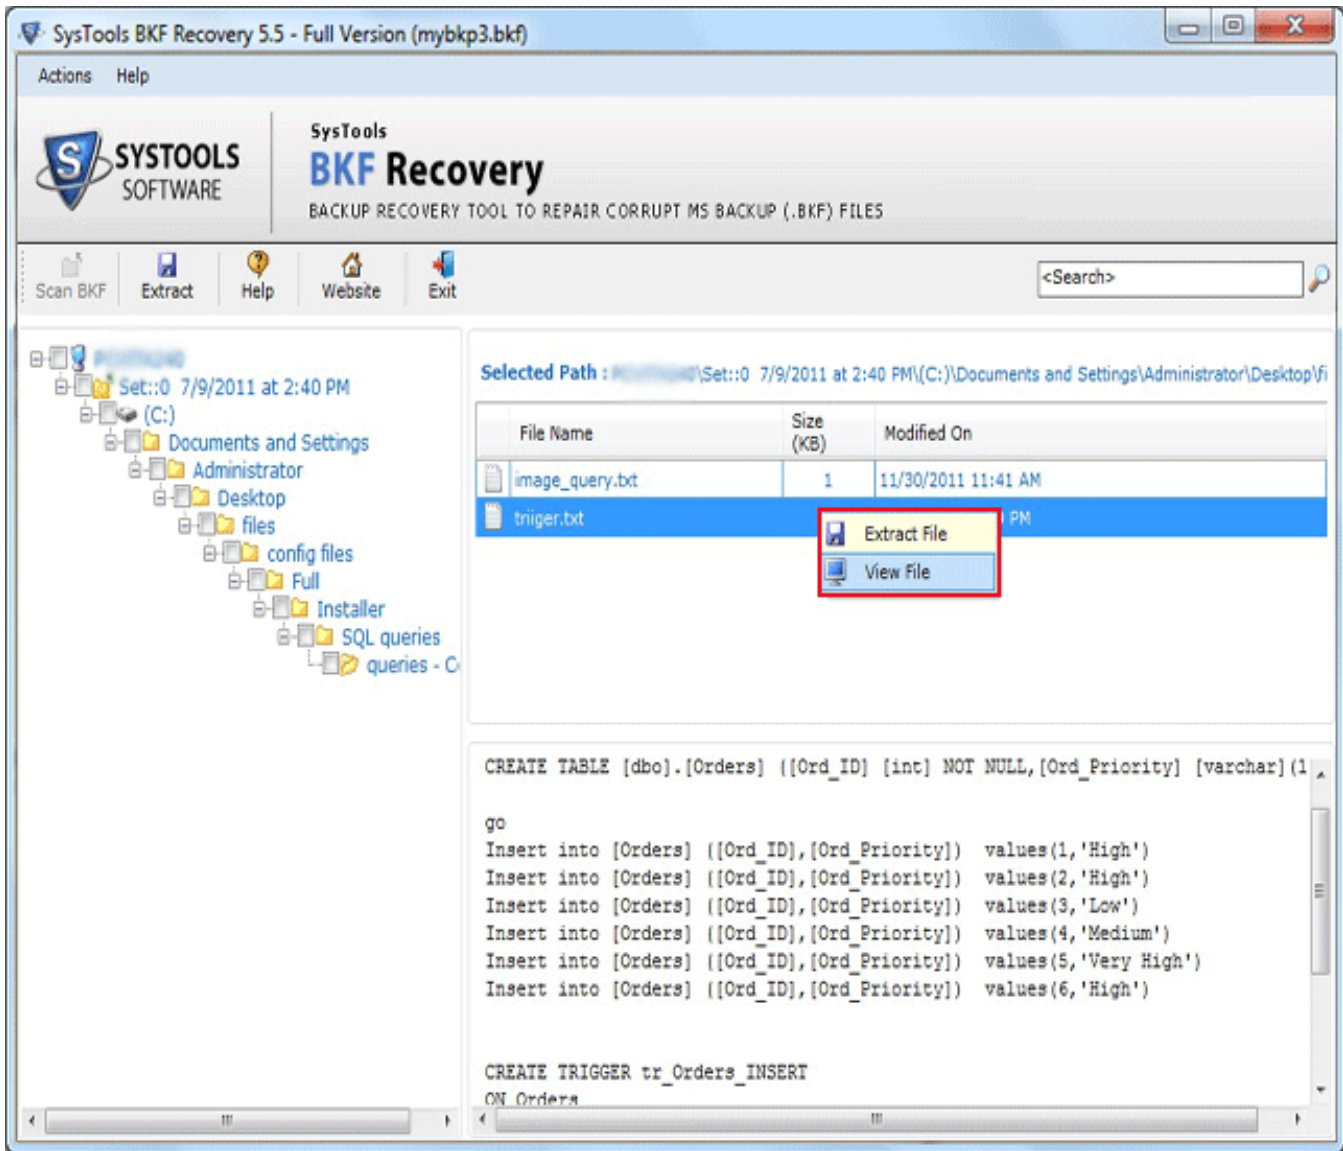 SysTools BKF Recovery 5.5 - Full Version (mybkp3.bkf)
Actions Help
SYSTOOLS
SOFTWARE
SysTools
BKF Recovery
BACKUP RECOVERY TOOL TO REPAIR CORRUPT MS BACKUP (.BKF) FILES
Scan BKF Extract Help Website Exit
<Search>
Set::0 7/9/2011 at 2:40 PM
(C:)
Documents and Settings
Administrator
Desktop
files
config files
Full
Installer
SQL queries
queries - C
Selected Path : \Set::0 7/9/2011 at 2:40 PM\(C:)\Documents and Settings\Administrator\Desktop\fi
File Name Size (KB) Modified On
image_query.txt 1 11/30/2011 11:41 AM
triiger.txt PM
Extract File
View File
CREATE TABLE [dbo].[Orders] ([Ord_ID] [int] NOT NULL,[Ord_Priority] [varchar](1
go
Insert into [Orders] ([Ord_ID],[Ord_Priority]) values(1,'High')
Insert into [Orders] ([Ord_ID],[Ord_Priority]) values(2,'High')
Insert into [Orders] ([Ord_ID],[Ord_Priority]) values(3,'Low')
Insert into [Orders] ([Ord_ID],[Ord_Priority]) values(4,'Medium')
Insert into [Orders] ([Ord_ID],[Ord_Priority]) values(5,'Very High')
Insert into [Orders] ([Ord_ID],[Ord_Priority]) values(6,'High')
CREATE TRIGGER tr_Orders_INSERT
ON Orders